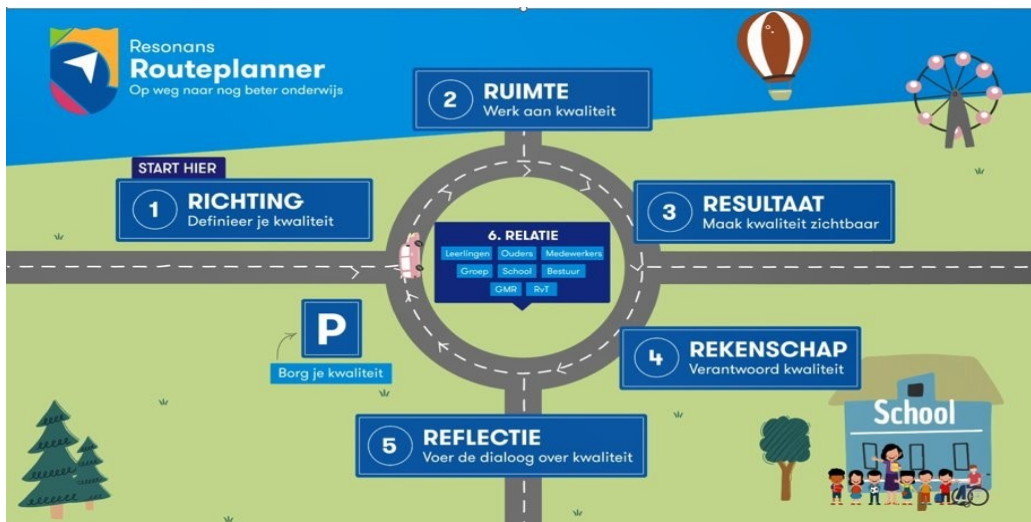 Resonans
Routeplanner
Op weg naar nog beter onderwijs
START HIER
1 RICHTING
Definieer je kwaliteit
2 RUIMTE
Werk aan kwaliteit
3 RESULTAAT
Maak kwaliteit zichtbaar
6. RELATIE
Leerlingen Ouders Medewerkers
Groep School Bestuur
GMR RvT
P
Borg je kwaliteit
4 REKENSCHAP
Verantwoord kwaliteit
5 REFLECTIE
Voer de dialoog over kwaliteit
School